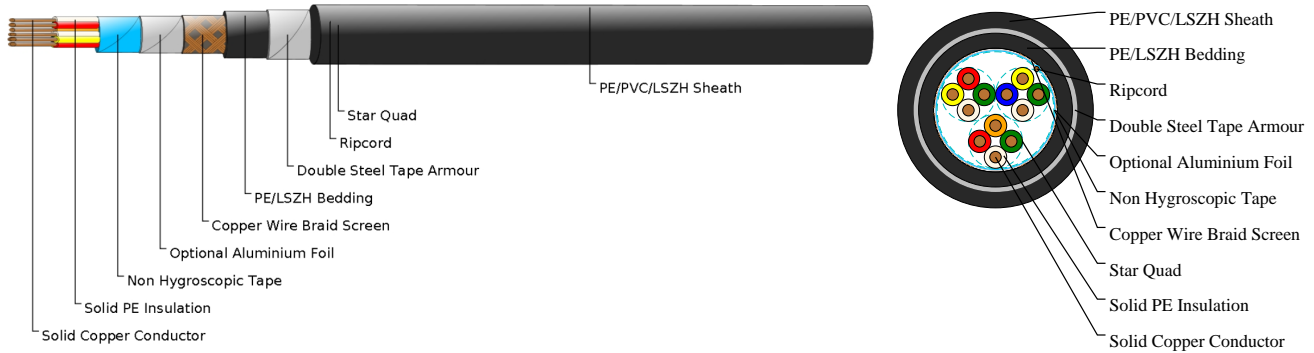 PE/PVC/LSZH Sheath
Star Quad
Ripcord
Double Steel Tape Armour
PE/LSZH Bedding
Copper Wire Braid Screen
Optional Aluminium Foil
Non Hygroscopic Tape
Solid PE Insulation
Solid Copper Conductor
PE/PVC/LSZH Sheath
PE/LSZH Bedding
Ripcord
Double Steel Tape Armour
Optional Aluminium Foil
Non Hygroscopic Tape
Copper Wire Braid Screen
Star Quad
Solid PE Insulation
Solid Copper Conductor